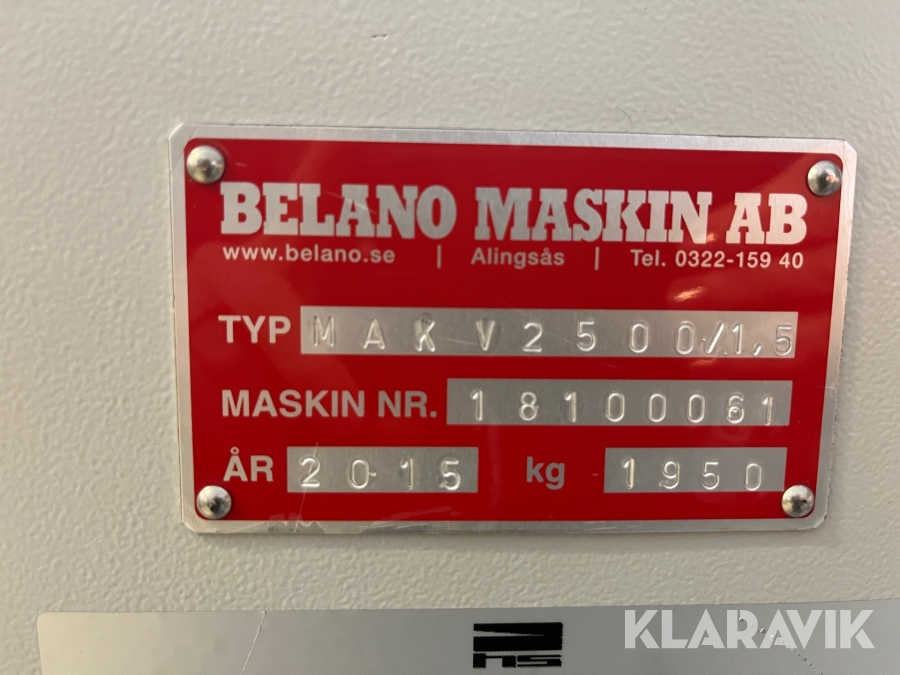 BELANO MASKIN AB
www.belano.se | Alingsås | Tel. 0322-159 40
TYP MAKV2500/1,5
MASKIN NR. 18100061
ÅR 2015 kg 1950
KLARAVIK